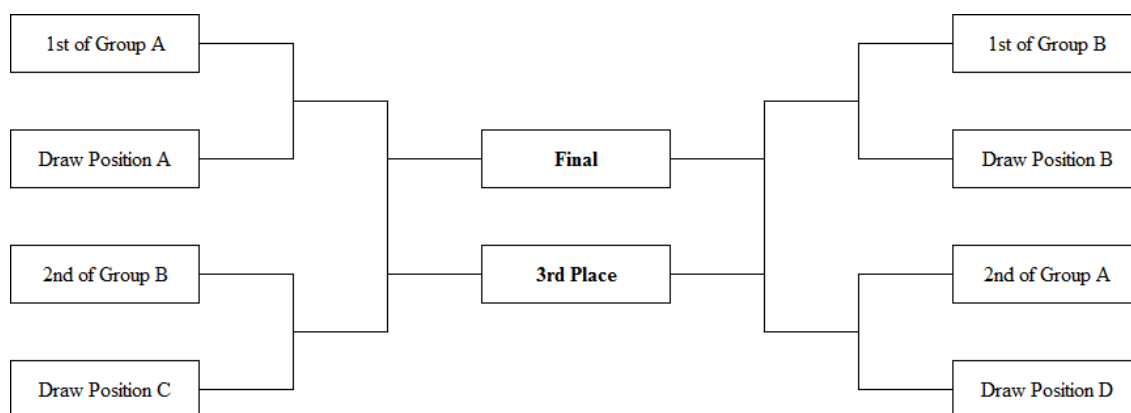 1st of Group A
1st of Group B
Draw Position A
Final
Draw Position B
2nd of Group B
3rd Place
2nd of Group A
Draw Position C
Draw Position D